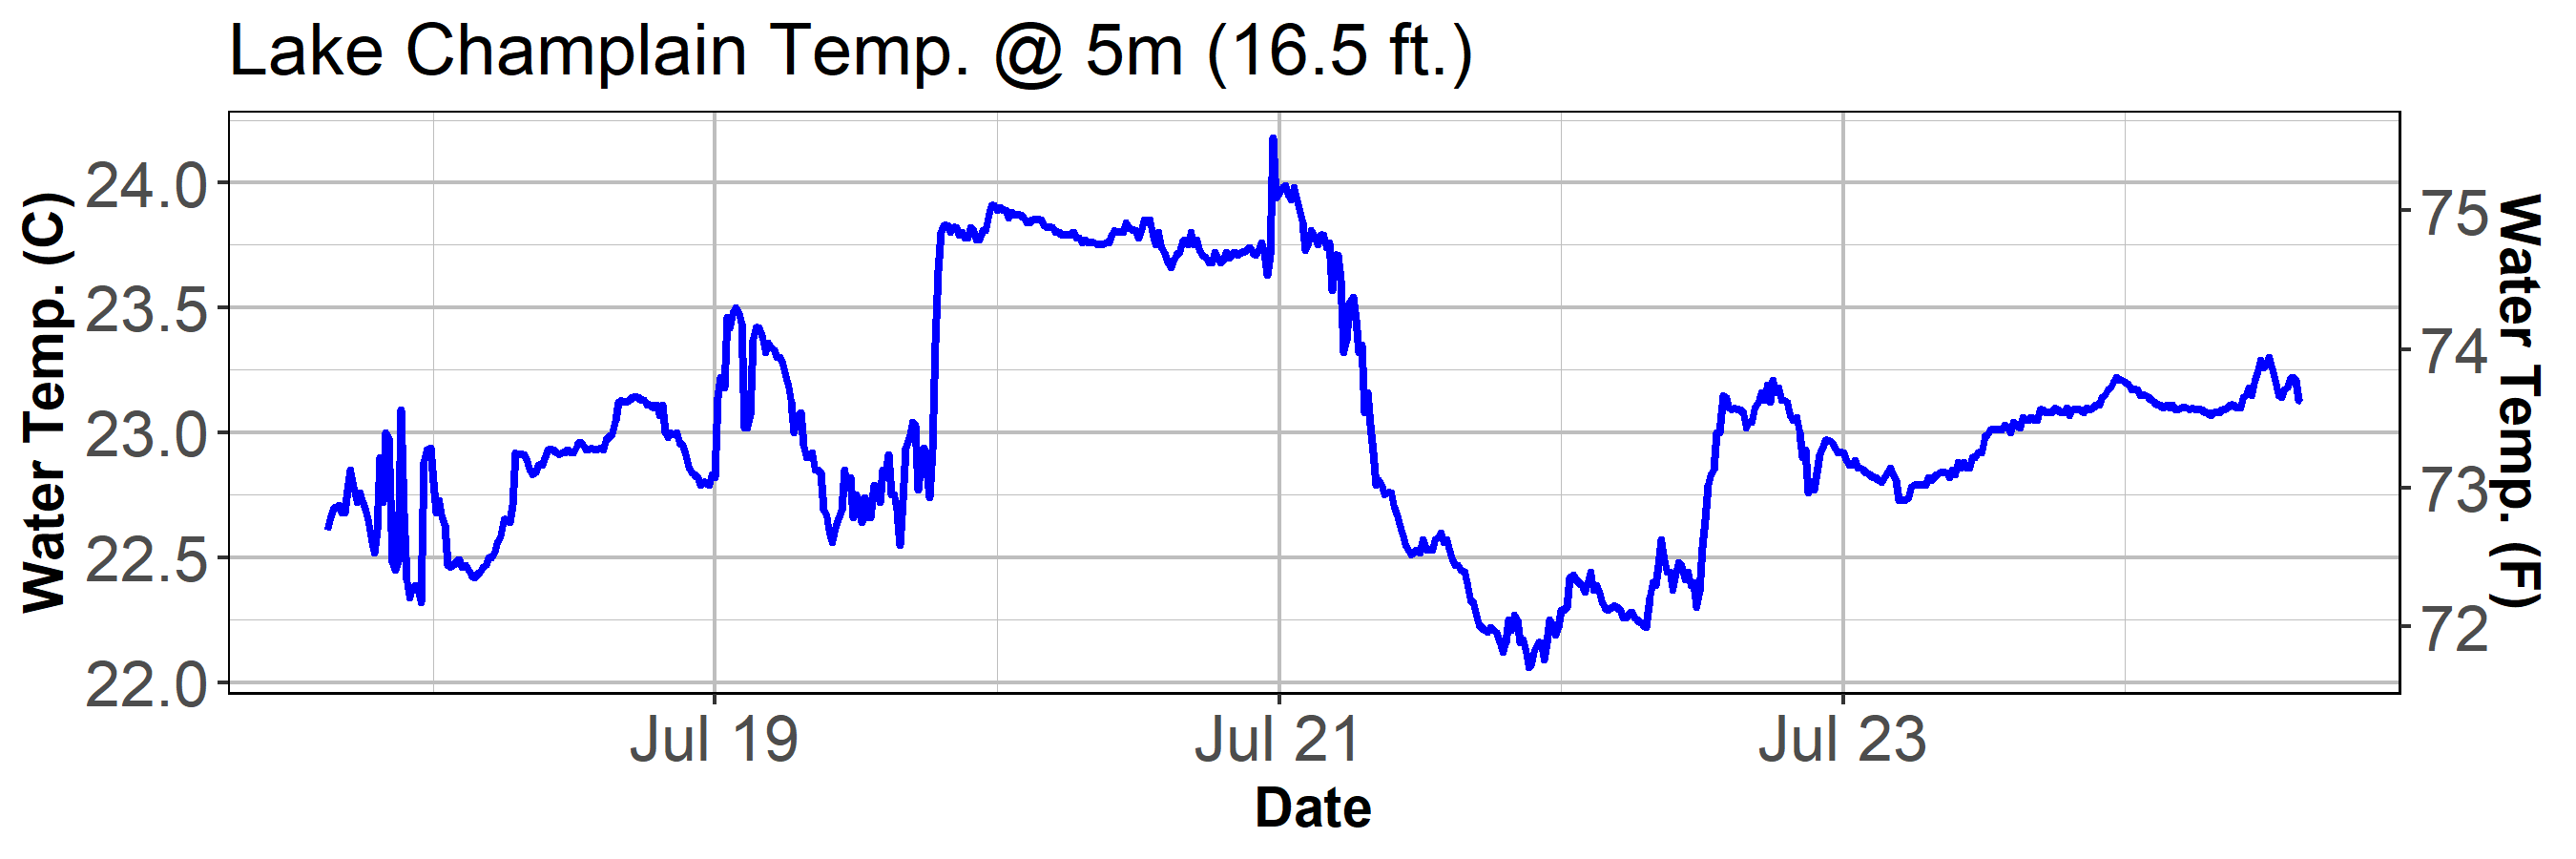 Lake Champlain Temp. @ 5m (16.5 ft.)
Water Temp. (C)
24.0
23.5
23.0
22.5
22.0
75
74
73
72
Water Temp. (F)
Jul 19
Jul 21
Jul 23
Date